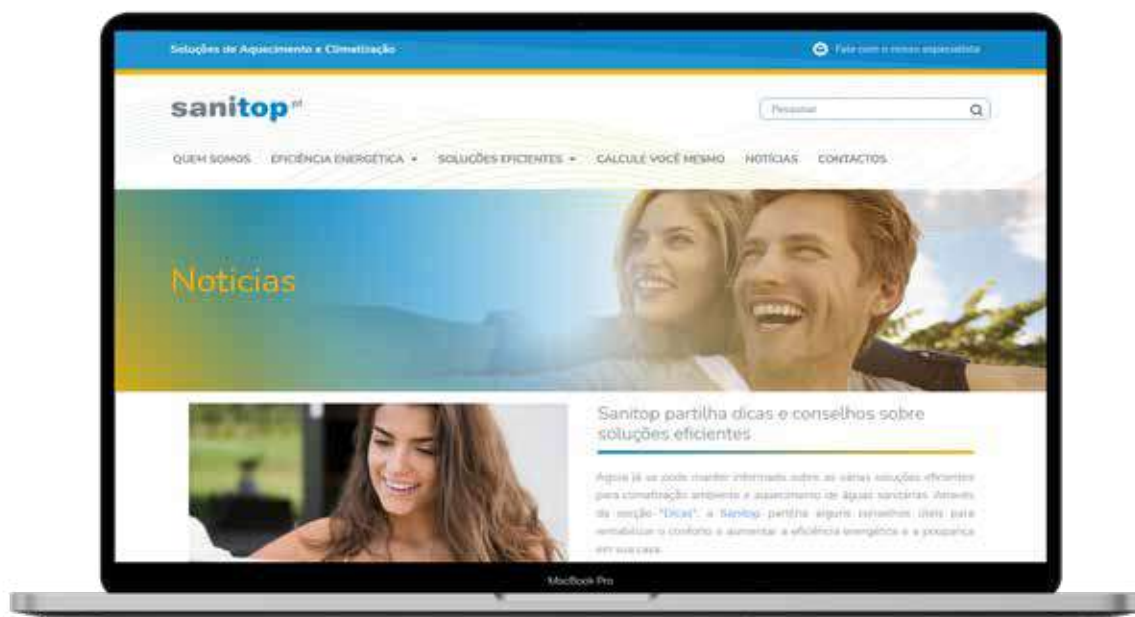 Soluções de Aquecimento e Climatização
Fale com o nosso especialista
sanitop pt
Pesquisar
QUEM SOMOS EFICIÊNCIA ENERGÉTICA SOLUÇÕES EFICIENTES CALCULE VOCÊ MESMO NOTÍCIAS CONTACTOS
Noticias
Sanitop partilha dicas e conselhos sobre
soluções eficientes
Agora já se pode manter informado sobre as várias soluções eficientes
para climatização ambiente e aquecimento de águas sanitárias. Através
da secção "Dicas", a Sanitop partilha alguns conselhos úteis para
rentabilizar o conforto e aumentar a eficiência energética e a poupança
em sua casa.
MacBook Pro